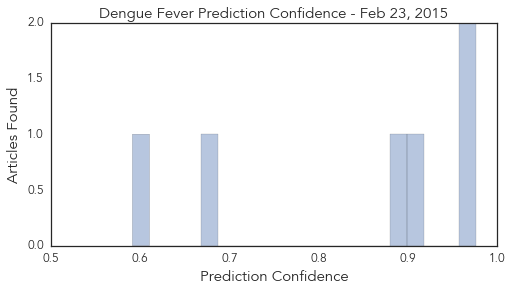 Dengue Fever Prediction Confidence - Feb 23, 2015
2.0
1.5
1.0
0.5
0.0
Articles Found
0.5 0.6 0.7 0.8 0.9 1.0
Prediction Confidence